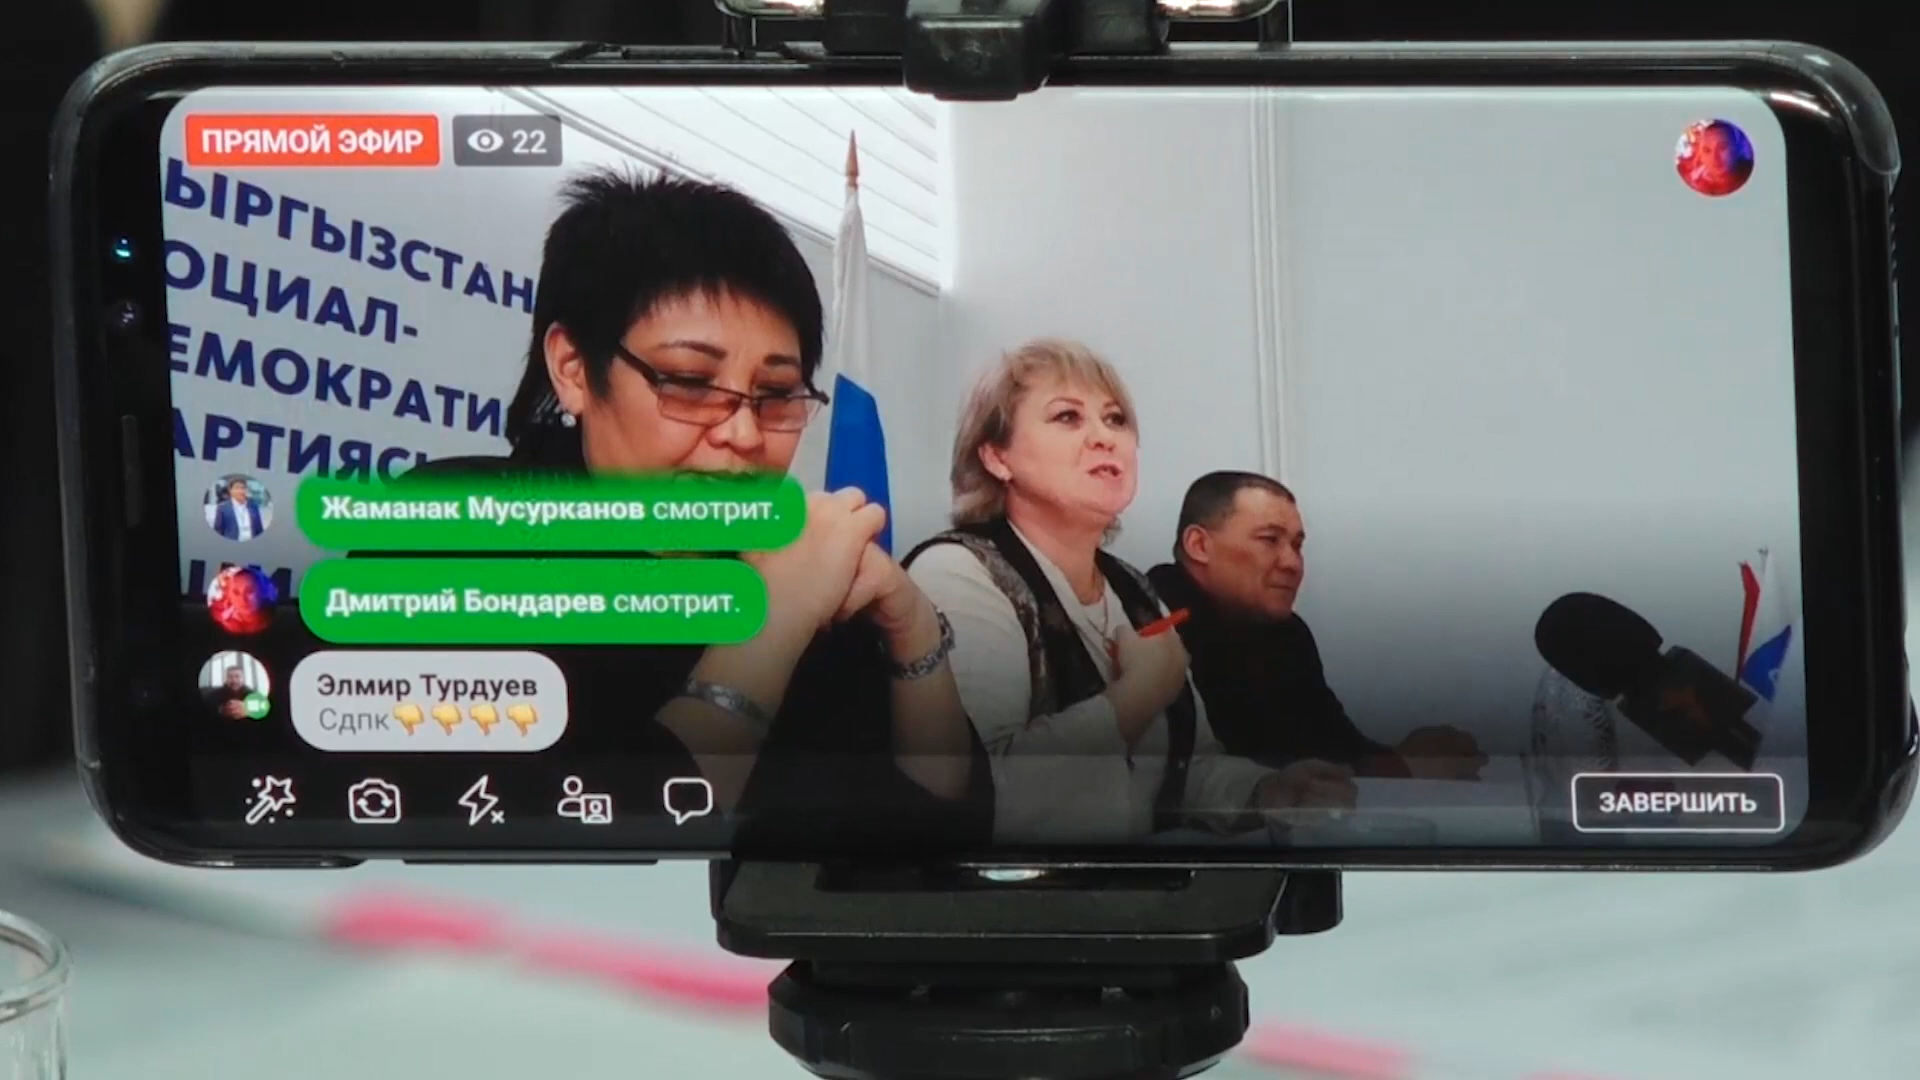 ПРЯМОЙ ЭФИР
22
ЫРГЫЗСТАН
ОЦИАЛ-
ЕМОКРАТИ
АРТИЯС
Жаманак Мусурканов смотрит.
Дмитрий Бондарев смотрит.
Элмир Турдуев
Сдпк👎👎👎👎
ЗАВЕРШИТЬ